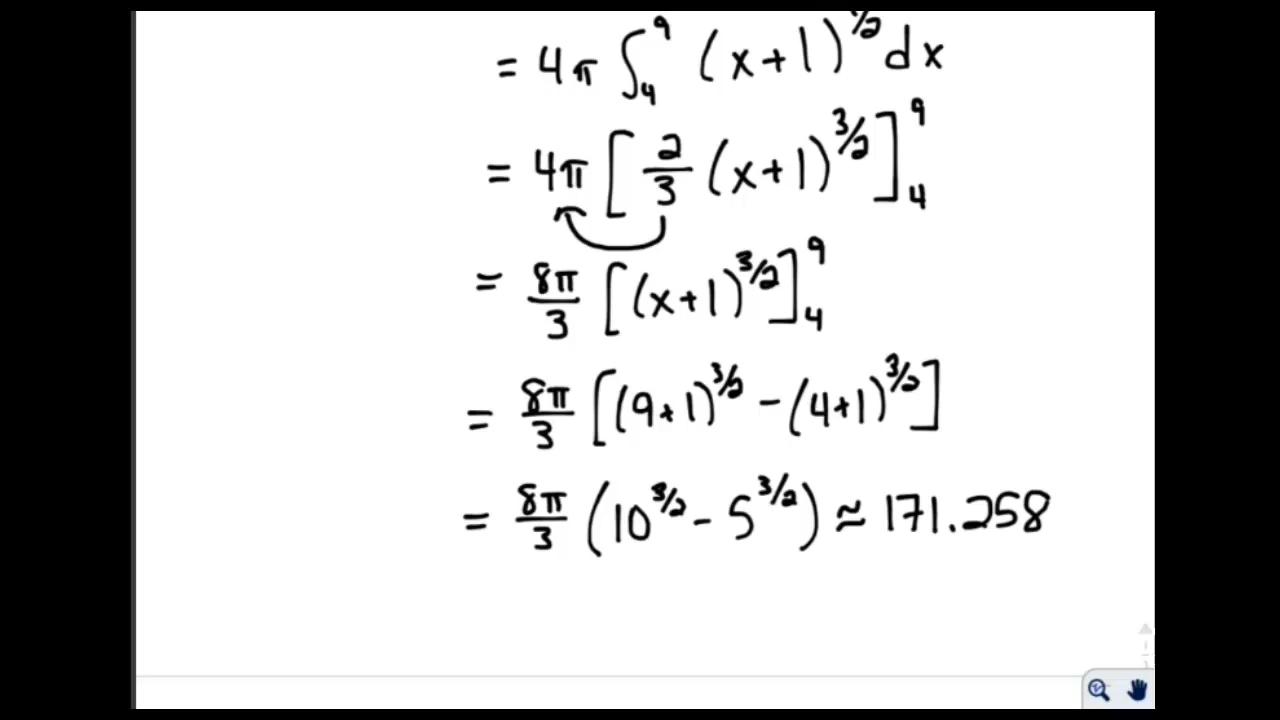 = 4π ∫₄⁹ (x+1)^½ dx
= 4π [ 2/3 (x+1)^3/2 ]₄⁹
= 8π/3 [(x+1)^3/2]₄⁹
= 8π/3 [(9+1)^3/2 - (4+1)^3/2]
= 8π/3 (10^3/2 - 5^3/2) ≈ 171.258